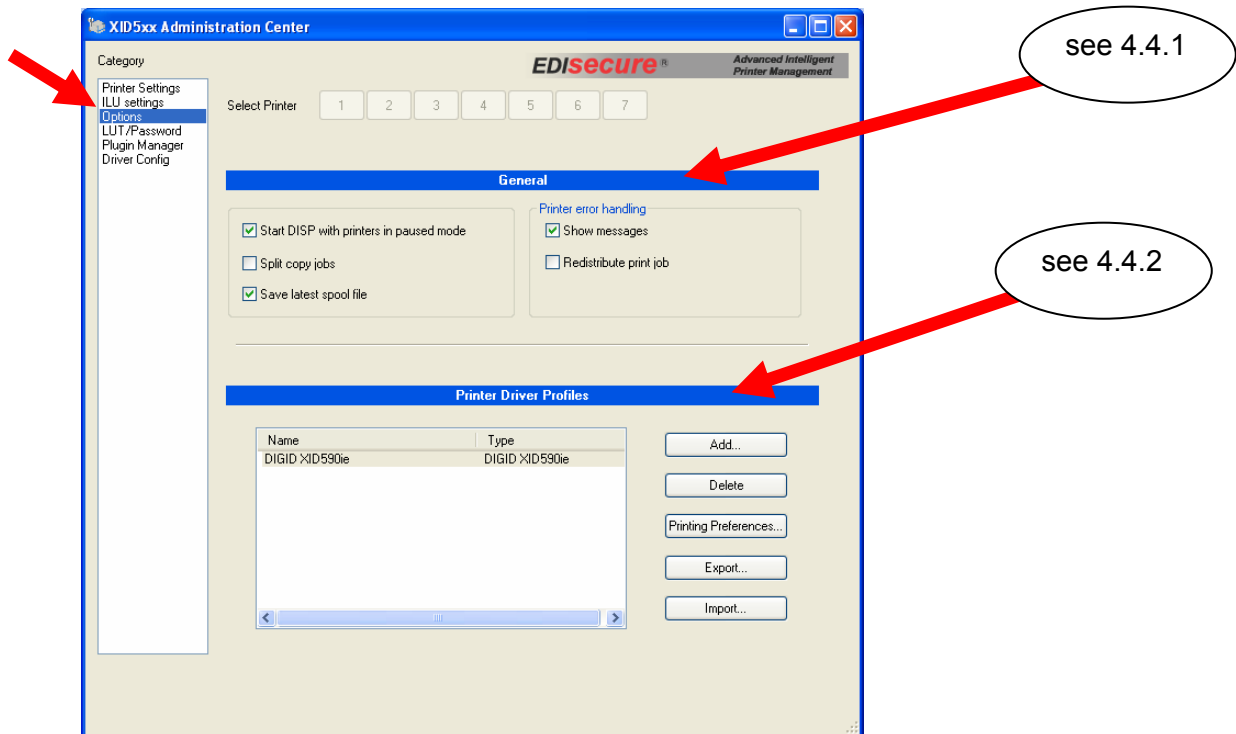 XID5xx Administration Center
see 4.4.1
Category
EDIsecure®
Advanced Intelligent
Printer Management
Printer Settings
ILU settings
Options
LUT/Password
Plugin Manager
Driver Config
Select Printer 1 2 3 4 5 6 7
General
Printer error handling
Start DISP with printers in paused mode
Show messages
Split copy jobs
Redistribute print job
Save latest spool file
see 4.4.2
Printer Driver Profiles
Name Type
DIGID XID590ie DIGID XID590ie
Add...
Delete
Printing Preferences...
Export...
Import...